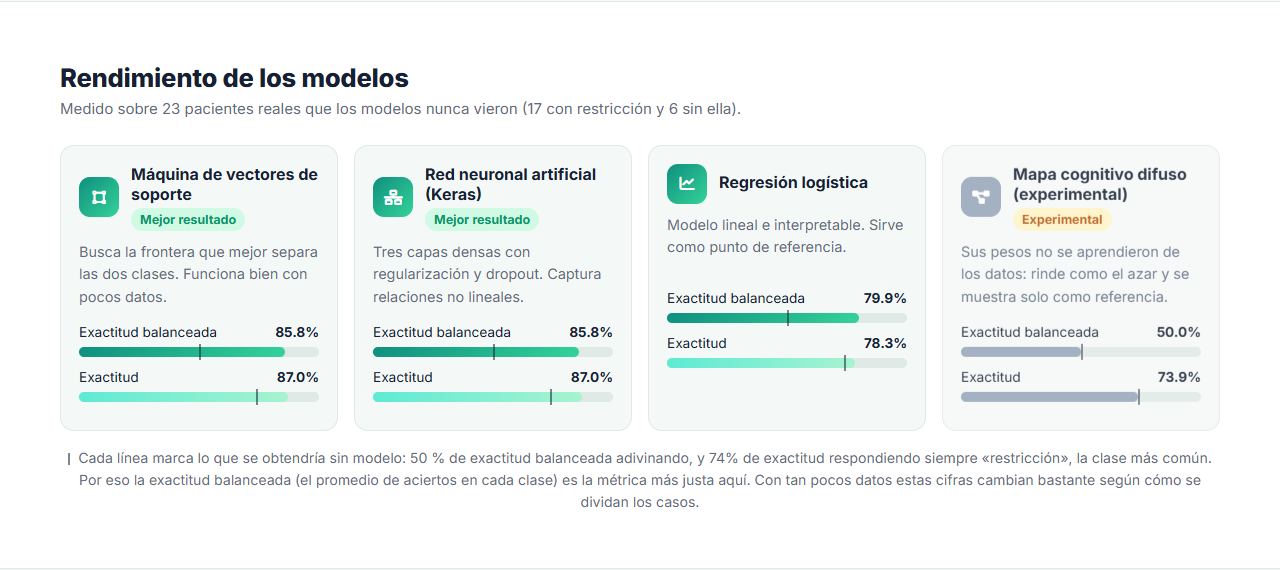 Rendimiento de los modelos
Medido sobre 23 pacientes reales que los modelos nunca vieron (17 con restricción y 6 sin ella).
Máquina de vectores de
soporte
Mejor resultado
Busca la frontera que mejor separa
las dos clases. Funciona bien con
pocos datos.
Exactitud balanceada 85.8%
Exactitud 87.0%
Red neuronal artificial
(Keras)
Mejor resultado
Tres capas densas con
regularización y dropout. Captura
relaciones no lineales.
Exactitud balanceada 85.8%
Exactitud 87.0%
Regresión logística
Modelo lineal e interpretable. Sirve
como punto de referencia.
Exactitud balanceada 79.9%
Exactitud 78.3%
Mapa cognitivo difuso
(experimental)
Experimental
Sus pesos no se aprendieron de
los datos: rinde como el azar y se
muestra solo como referencia.
Exactitud balanceada 50.0%
Exactitud 73.9%
Cada línea marca lo que se obtendría sin modelo: 50 % de exactitud balanceada adivinando, y 74% de exactitud respondiendo siempre «restricción», la clase más común.
Por eso la exactitud balanceada (el promedio de aciertos en cada clase) es la métrica más justa aquí. Con tan pocos datos estas cifras cambian bastante según cómo se
dividan los casos.